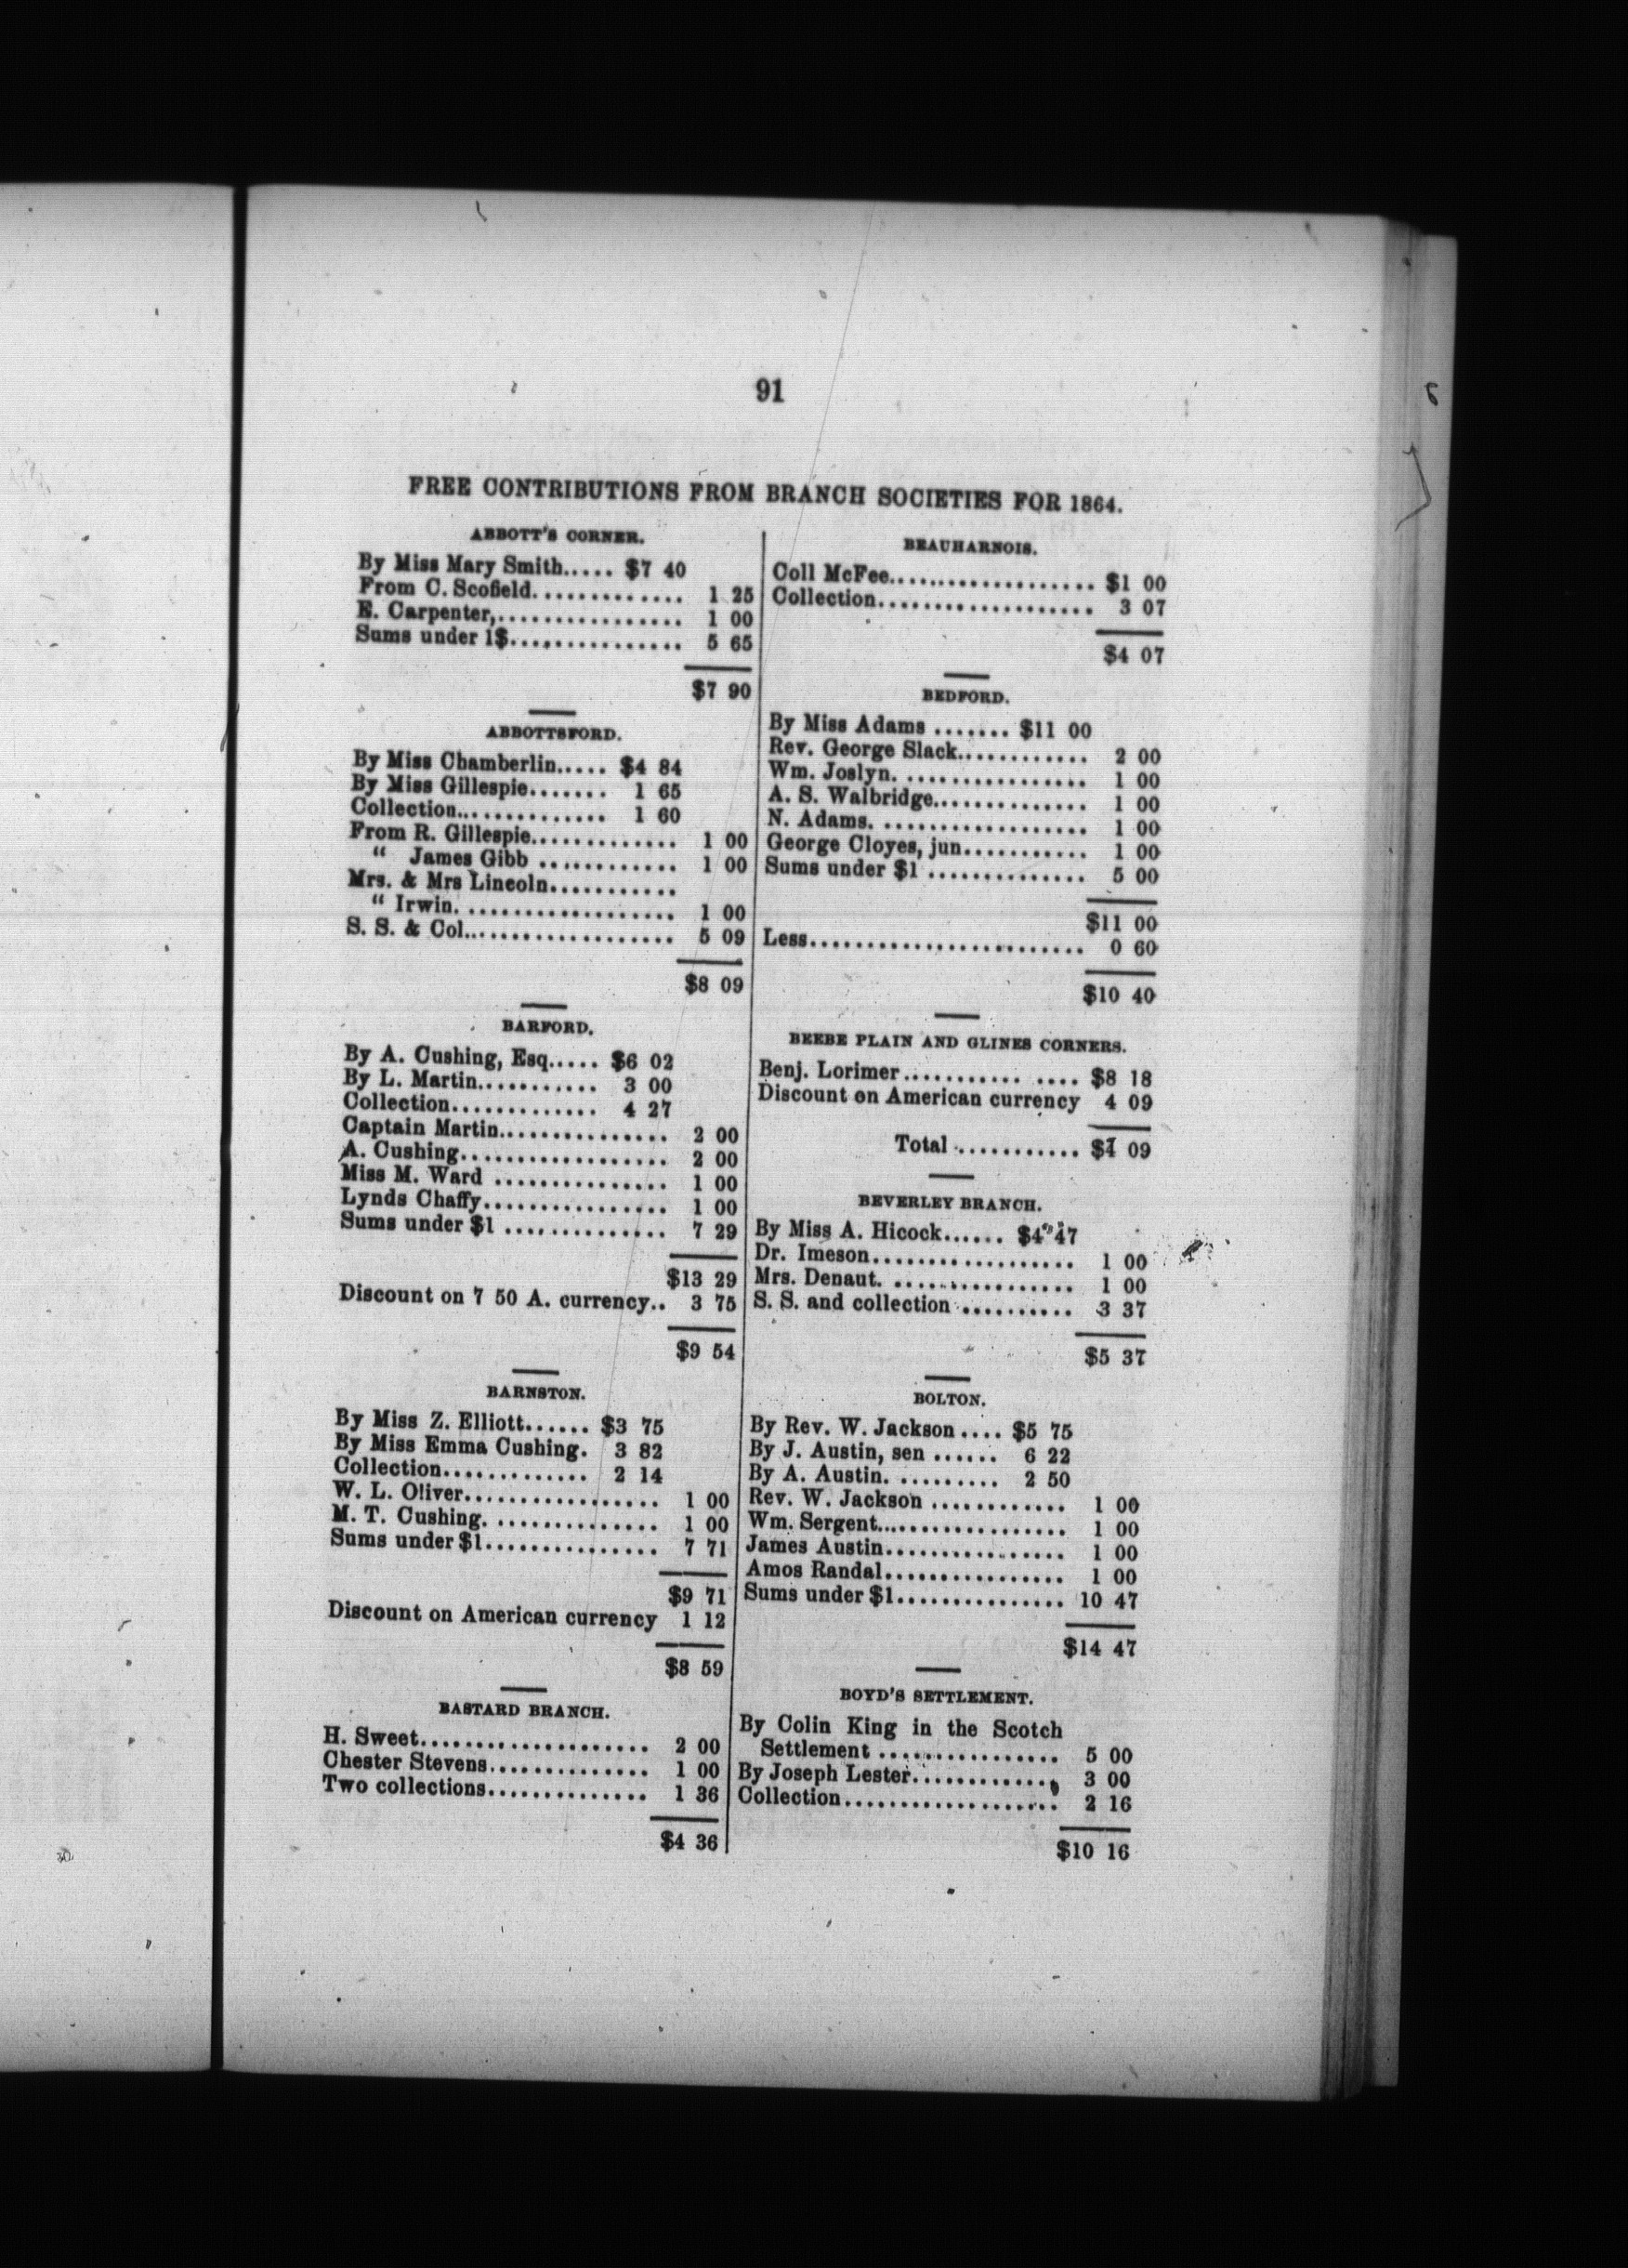 91
FREE CONTRIBUTIONS FROM BRANCH SOCIETIES FOR 1864.
ABBOTT'S CORNER.
By Miss Mary Smith..... $7 40
From C. Scofield............. 1 25
E. Carpenter,................ 1 00
Sums under 1$............... 5 65
$7 90
ABBOTTSFORD.
By Miss Chamberlin..... $4 84
By Miss Gillespie....... 1 65
Collection............. 1 60
From R. Gillespie............. 1 00
“ James Gibb ............ 1 00
Mrs. & Mrs Lincoln...........
“ Irwin. .................. 1 00
S. S. & Col................... 5 09
$8 09
BARFORD.
By A. Cushing, Esq..... $6 02
By L. Martin........... 3 00
Collection............. 4 27
Captain Martin............... 2 00
A. Cushing.................. 2 00
Miss M. Ward ............... 1 00
Lynds Chaffy................ 1 00
Sums under $1 .............. 7 29
$13 29
Discount on 7 50 A. currency.. 3 75
$9 54
BARNSTON.
By Miss Z. Elliott...... $3 75
By Miss Emma Cushing. 3 82
Collection............. 2 14
W. L. Oliver................. 1 00
M. T. Cushing. .............. 1 00
Sums under $1............... 7 71
$9 71
Discount on American currency 1 12
$8 59
BASTARD BRANCH.
H. Sweet.................... 2 00
Chester Stevens.............. 1 00
Two collections.............. 1 36
$4 36
BEAUHARNOIS.
Coll McFee................... $1 00
Collection................... 3 07
$4 07
BEDFORD.
By Miss Adams ....... $11 00
Rev. George Slack............ 2 00
Wm. Joslyn. ................ 1 00
A. S. Walbridge.............. 1 00
N. Adams. .................. 1 00
George Cloyes, jun........... 1 00
Sums under $1 .............. 5 00
$11 00
Less........................ 0 60
$10 40
BEEBE PLAIN AND GLINES CORNERS.
Benj. Lorimer........... .... $8 18
Discount on American currency 4 09
Total ........... $4 09
BEVERLEY BRANCH.
By Miss A. Hicock...... $4 47
Dr. Imeson.................. 1 00
Mrs. Denaut. ................ 1 00
S. S. and collection .......... 3 37
$5 37
BOLTON.
By Rev. W. Jackson .... $5 75
By J. Austin, sen ...... 6 22
By A. Austin. ......... 2 50
Rev. W. Jackson ............ 1 00
Wm. Sergent................. 1 00
James Austin................ 1 00
Amos Randal................ 1 00
Sums under $1............... 10 47
$14 47
BOYD'S SETTLEMENT.
By Colin King in the Scotch
Settlement ................ 5 00
By Joseph Lester............. 3 00
Collection................... 2 16
$10 16